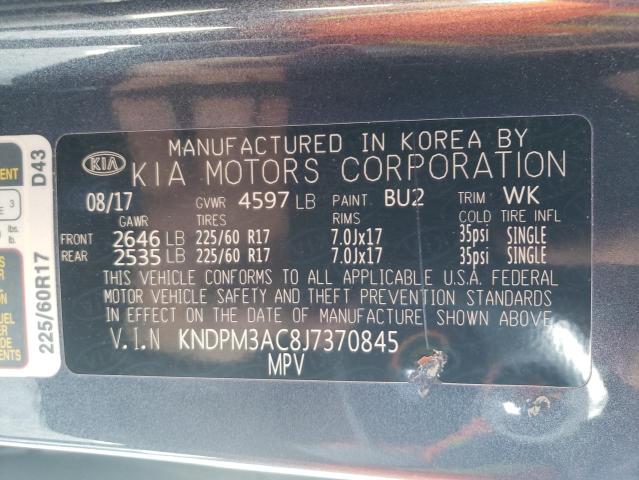 MANUFACTURED IN KOREA BY
KIA KIA MOTORS CORPORATION
08/17 GVWR 4597 LB PAINT BU2 TRIM WK
GAWR TIRES RIMS COLD TIRE INFL
FRONT 2646 LB 225/60 R17 7.0Jx17 35psi SINGLE
REAR 2535 LB 225/60 R17 7.0Jx17 35psi SINGLE
THIS VEHICLE CONFORMS TO ALL APPLICABLE U.S.A. FEDERAL
MOTOR VEHICLE SAFETY AND THEFT PREVENTION STANDARDS
IN EFFECT ON THE DATE OF MANUFACTURE SHOWN ABOVE.
V.I.N KNDPM3AC8J7370845
MPV
225/60R17 D43
3
lbs.